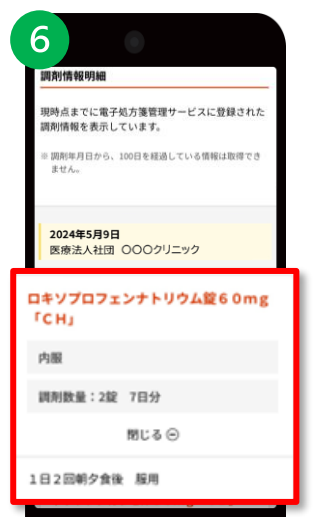 6
調剤情報明細
現時点までに電子処方箋管理サービスに登録された
調剤情報を表示しています。
※ 調剤年月日から、100日を経過している情報は取得でき
ません。
2024年5月9日
医療法人社団 〇〇〇クリニック
ロキソプロフェンナトリウム錠６０ｍｇ
「ＣＨ」
内服
調剤数量：2錠 7日分
閉じる ⊖
１日２回朝夕食後 服用